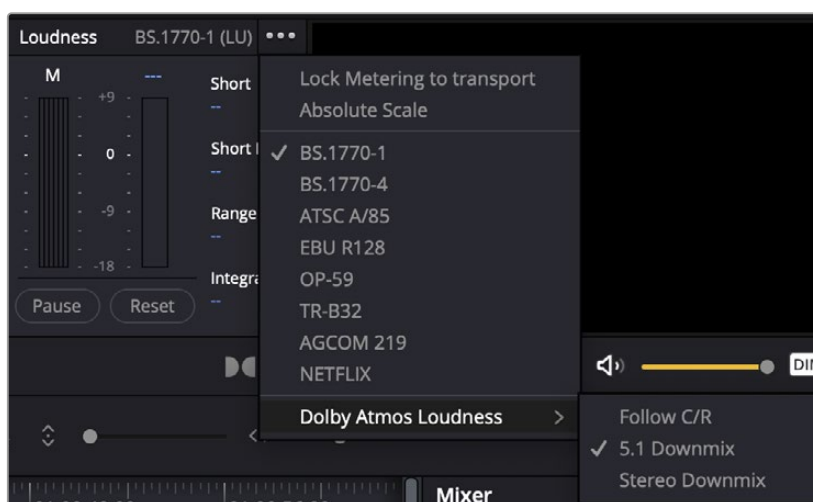 Loudness BS.1770-1 (LU)
M ---
+9
0
-9
-18
Short
--
Short
--
Range
--
--
Pause Reset
Lock Metering to transport
Absolute Scale
✓ BS.1770-1
BS.1770-4
ATSC A/85
EBU R128
OP-59
TR-B32
AGCOM 219
NETFLIX
Dolby Atmos Loudness >
Follow C/R
✓ 5.1 Downmix
Stereo Downmix
Mixer